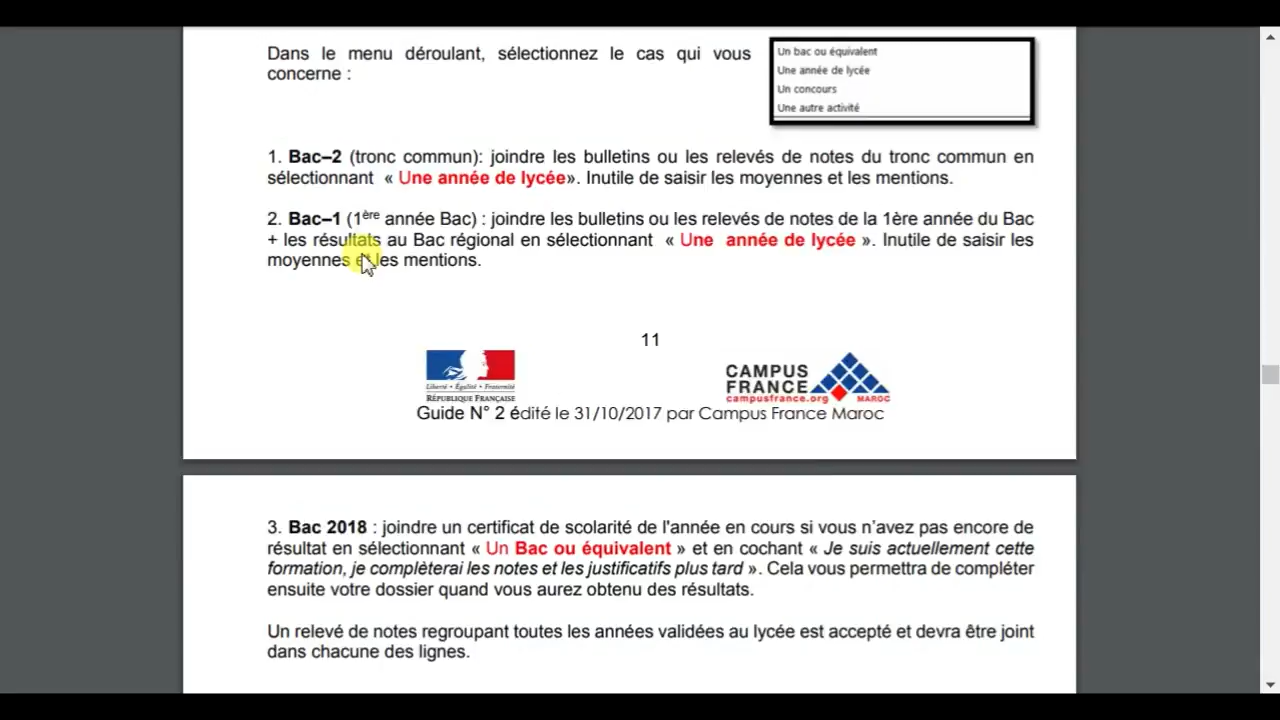 Dans le menu déroulant, sélectionnez le cas qui vous
concerne :
Un bac ou équivalent
Une année de lycée
Un concours
Une autre activité
1. Bac–2 (tronc commun): joindre les bulletins ou les relevés de notes du tronc commun en
sélectionnant « Une année de lycée». Inutile de saisir les moyennes et les mentions.
2. Bac–1 (1ère année Bac) : joindre les bulletins ou les relevés de notes de la 1ère année du Bac
+ les résultats au Bac régional en sélectionnant « Une année de lycée ». Inutile de saisir les
moyennes et les mentions.
11
Liberté • Égalité • Fraternité
RÉPUBLIQUE FRANÇAISE
CAMPUS
FRANCE
campusfrance.org MAROC
Guide N° 2 édité le 31/10/2017 par Campus France Maroc
3. Bac 2018 : joindre un certificat de scolarité de l'année en cours si vous n'avez pas encore de
résultat en sélectionnant « Un Bac ou équivalent » et en cochant « Je suis actuellement cette
formation, je complèterai les notes et les justificatifs plus tard ». Cela vous permettra de compléter
ensuite votre dossier quand vous aurez obtenu des résultats.
Un relevé de notes regroupant toutes les années validées au lycée est accepté et devra être joint
dans chacune des lignes.